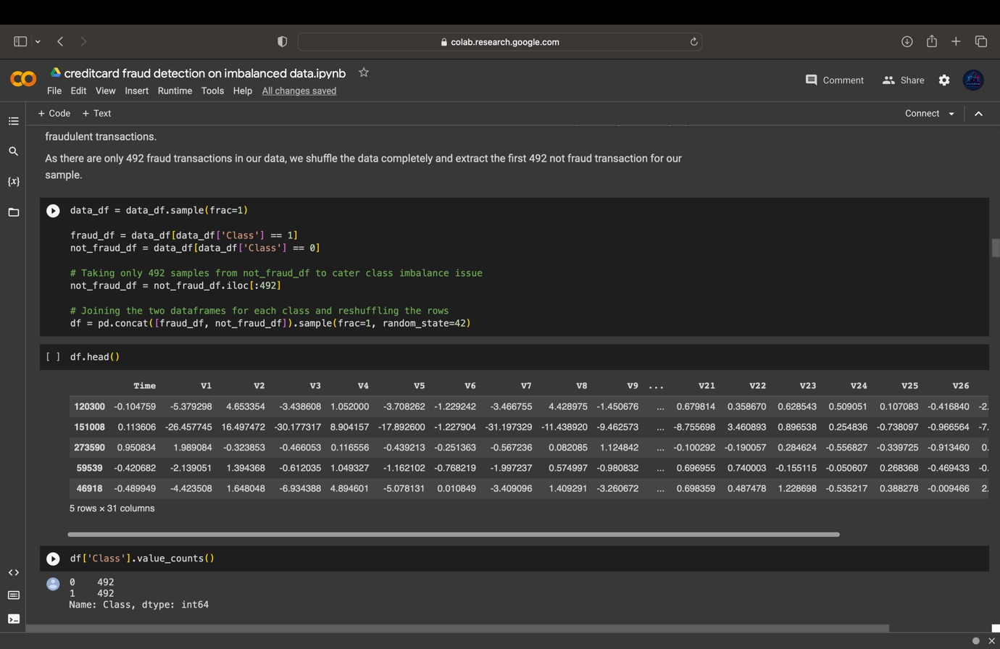 colab.research.google.com
creditcard fraud detection on imbalanced data.ipynb
Comment Share
File Edit View Insert Runtime Tools Help All changes saved
+ Code + Text Connect
fraudulent transactions.
As there are only 492 fraud transactions in our data, we shuffle the data completely and extract the first 492 not fraud transaction for our
sample.
{x}
data_df = data_df.sample(frac=1)
fraud_df = data_df[data_df['Class'] == 1]
not_fraud_df = data_df[data_df['Class'] == 0]
# Taking only 492 samples from not_fraud_df to cater class imbalance issue
not_fraud_df = not_fraud_df.iloc[:492]
# Joining the two dataframes for each class and reshuffling the rows
df = pd.concat([fraud_df, not_fraud_df]).sample(frac=1, random_state=42)
[ ] df.head()
Time V1 V2 V3 V4 V5 V6 V7 V8 V9 ... V21 V22 V23 V24 V25 V26
120300 -0.104759 -5.379298 4.653354 -3.438608 1.052000 -3.708262 -1.229242 -3.466755 4.428975 -1.450676 ... 0.679814 0.358670 0.628543 0.509051 0.107083 -0.416840 -2.
151008 0.113606 -26.457745 16.497472 -30.177317 8.904157 -17.892600 -1.227904 -31.197329 -11.438920 -9.462573 ... -8.755698 3.460893 0.896538 0.254836 -0.738097 -0.966564 -7.
273590 0.950834 1.989084 -0.323853 -0.466053 0.116556 -0.439213 -0.251363 -0.567236 0.082085 1.124842 ... -0.100292 -0.190057 0.284624 -0.556827 -0.339725 -0.913460 0.
59539 -0.420682 -2.139051 1.394368 -0.612035 1.049327 -1.162102 -0.768219 -1.997237 0.574997 -0.980832 ... 0.696955 0.740003 -0.155115 -0.050607 0.268368 -0.469433 -0.
46918 -0.489949 -4.423508 1.648048 -6.934388 4.894601 -5.078131 0.010849 -3.409096 1.409291 -3.260672 ... 0.698359 0.487478 1.228698 -0.535217 0.388278 -0.009466 2.
5 rows × 31 columns
df['Class'].value_counts()
0 492
1 492
Name: Class, dtype: int64